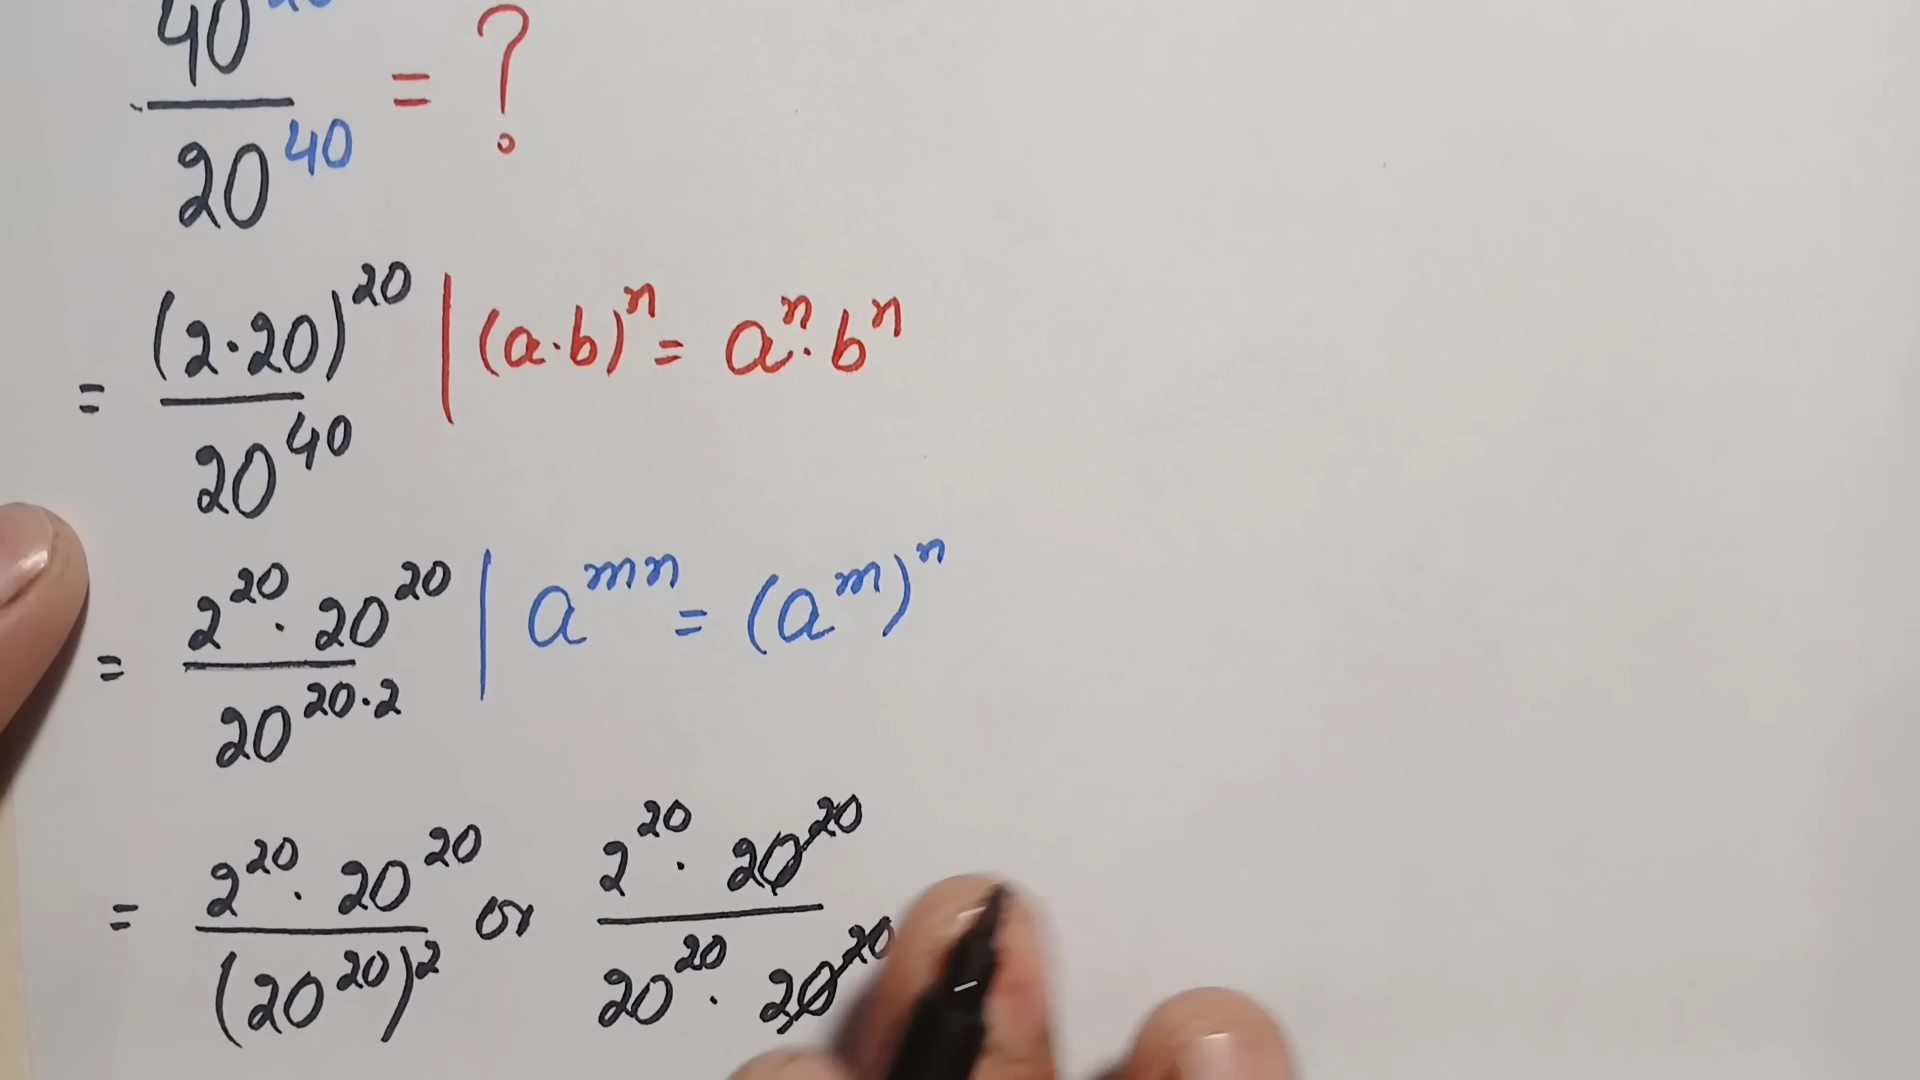 40
— = ?
20^40
= (2·20)^20 / 20^40 | (a·b)^n = a^n · b^n
= 2^20 · 20^20 / 20^20·2 | a^mn = (a^m)^n
= 2^20 · 20^20 / (20^20)^2 or 2^20 · 20^20 / 20^20 · 20^20